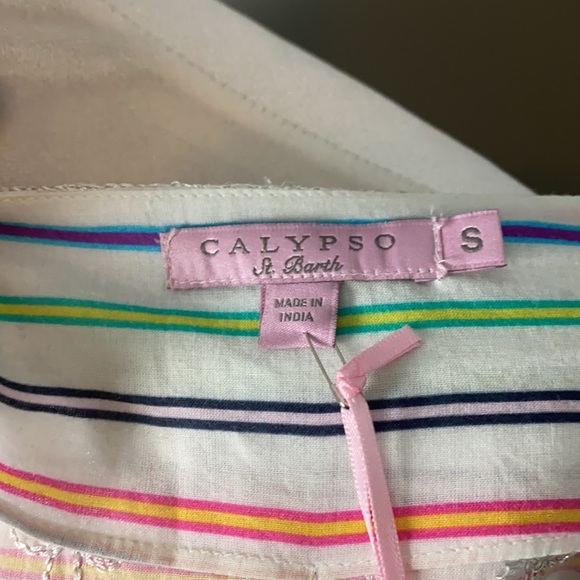 CALYPSO
St. Barth
S
MADE IN
INDIA